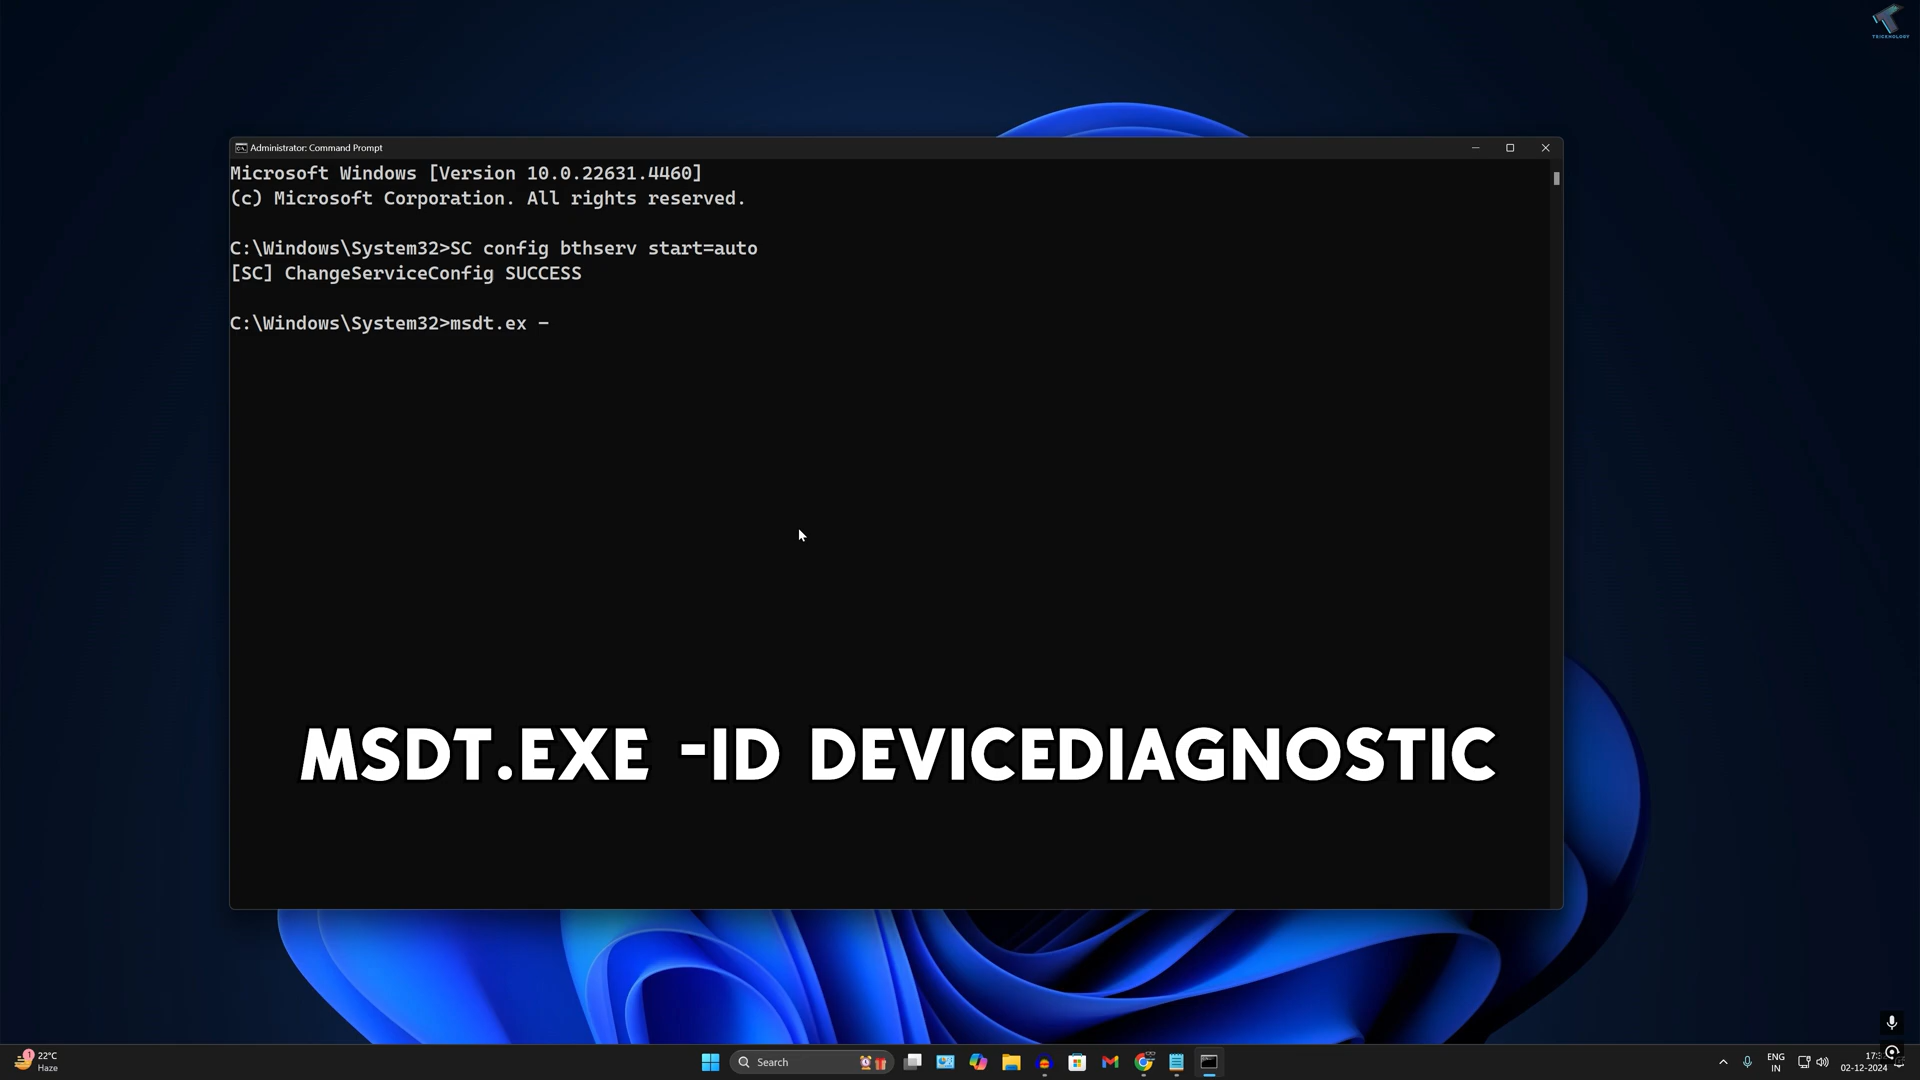 TRICKNOLOGY
Administrator: Command Prompt
Microsoft Windows [Version 10.0.22631.4460]
(c) Microsoft Corporation. All rights reserved.
C:\Windows\System32>SC config bthserv start=auto
[SC] ChangeServiceConfig SUCCESS
C:\Windows\System32>msdt.ex -
MSDT.EXE -ID DEVICEDIAGNOSTIC
1
22°C
Haze
Search
ENG
IN
02-12-2024